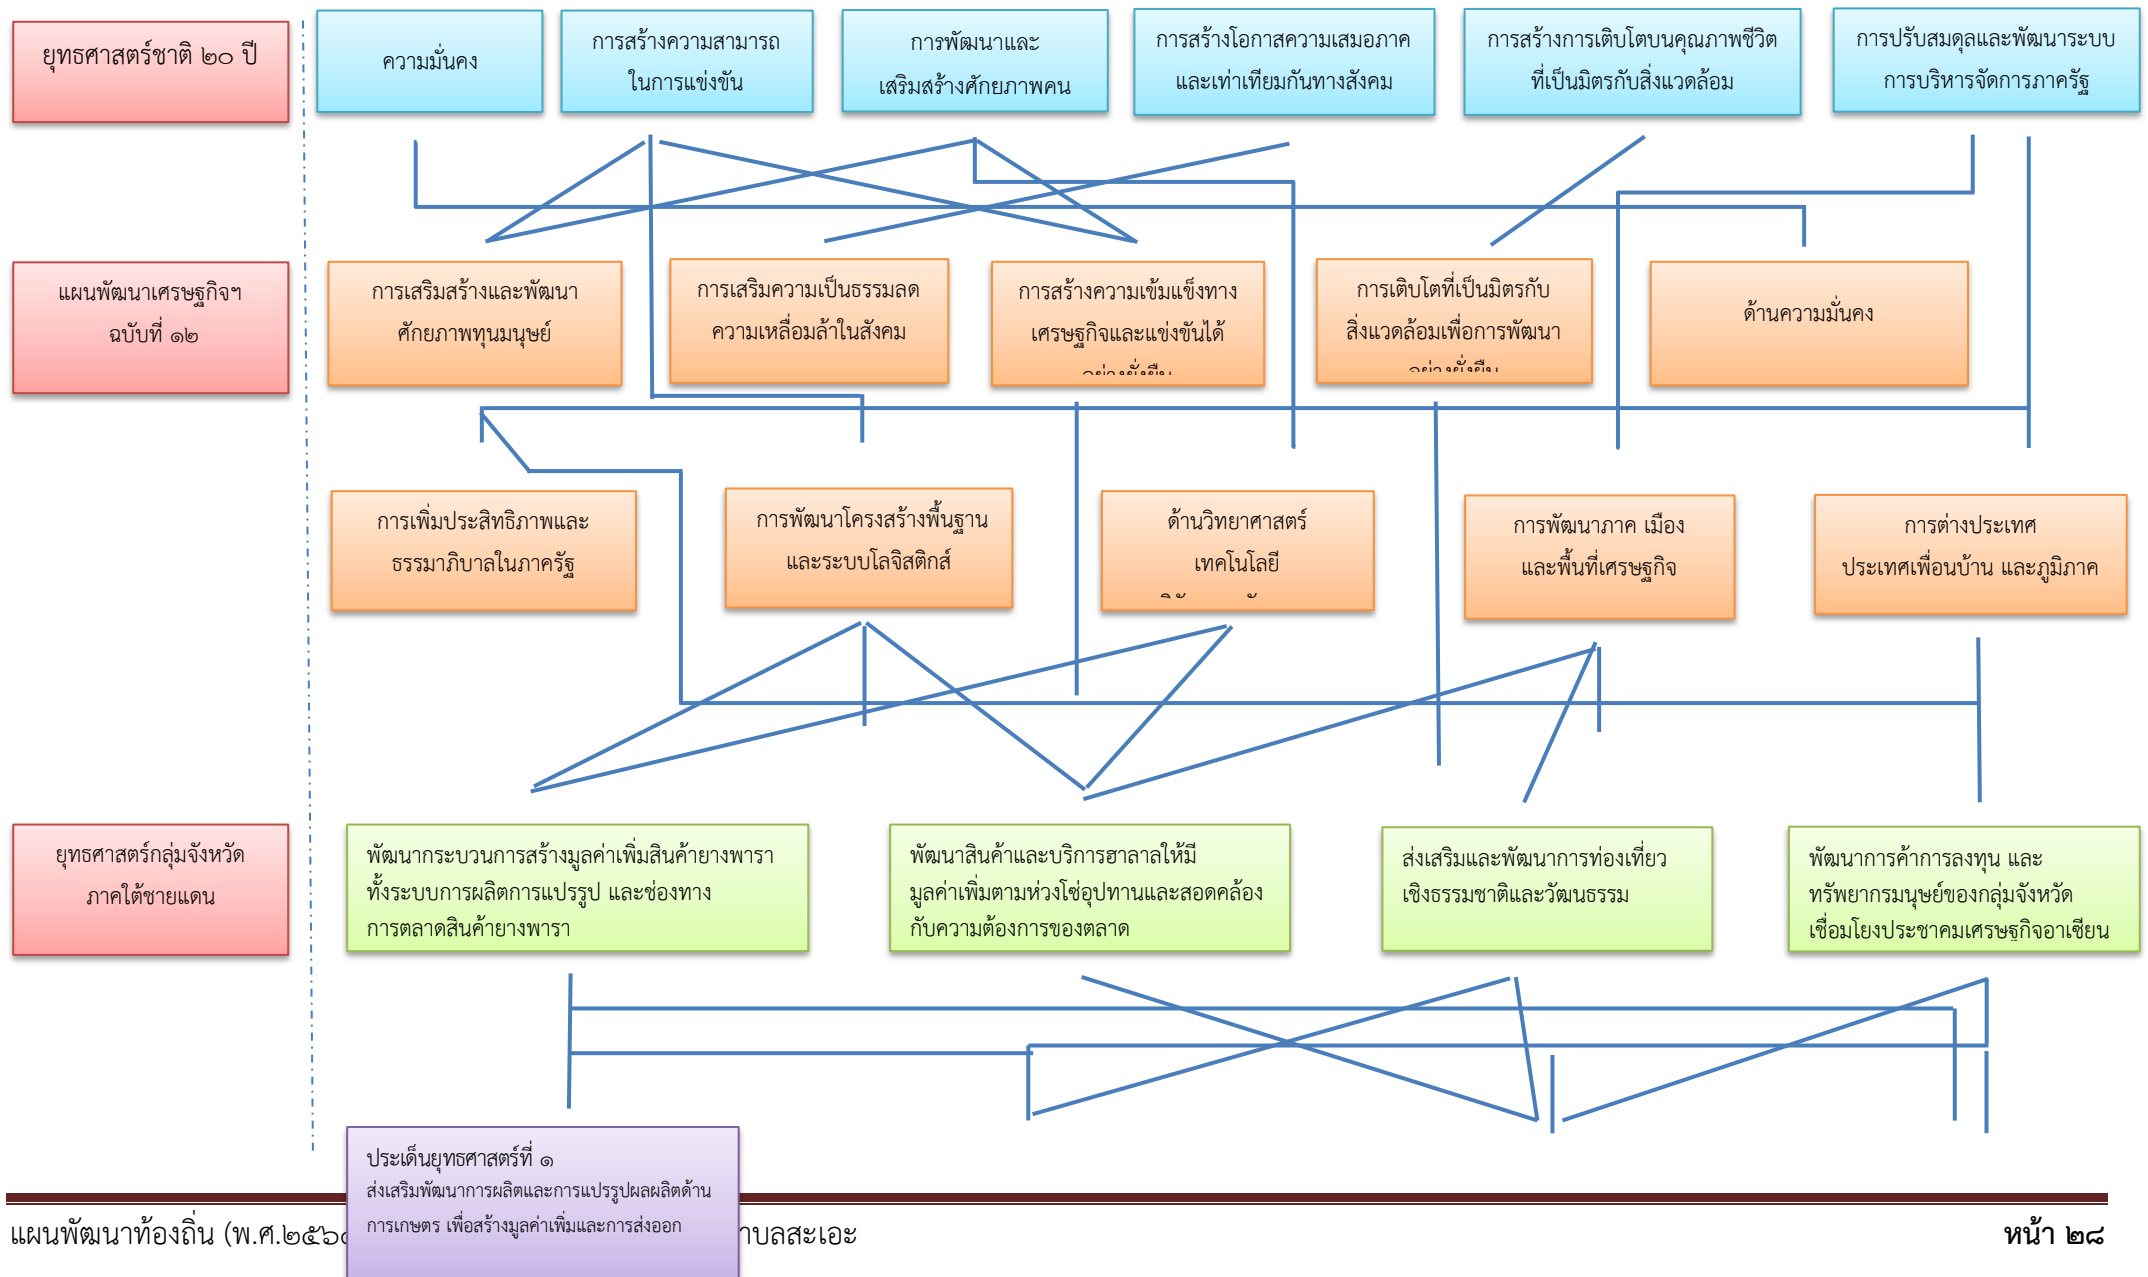 ยุทธศาสตร์ชาติ ๒๐ ปี
ความมั่นคง
การสร้างความสามารถ
ในการแข่งขัน
การพัฒนาและ
เสริมสร้างศักยภาพคน
การสร้างโอกาสความเสมอภาค
และเท่าเทียมกันทางสังคม
การสร้างการเติบโตบนคุณภาพชีวิต
ที่เป็นมิตรกับสิ่งแวดล้อม
การปรับสมดุลและพัฒนาระบบ
การบริหารจัดการภาครัฐ
แผนพัฒนาเศรษฐกิจฯ
ฉบับที่ ๑๒
การเสริมสร้างและพัฒนา
ศักยภาพทุนมนุษย์
การเสริมความเป็นธรรมลด
ความเหลื่อมล้าในสังคม
การสร้างความเข้มแข็งทาง
เศรษฐกิจและแข่งขันได้
อย่างยั่งยืน
การเติบโตที่เป็นมิตรกับ
สิ่งแวดล้อมเพื่อการพัฒนา
อย่างยั่งยืน
ด้านความมั่นคง
การเพิ่มประสิทธิภาพและ
ธรรมาภิบาลในภาครัฐ
การพัฒนาโครงสร้างพื้นฐาน
และระบบโลจิสติกส์
ด้านวิทยาศาสตร์
เทคโนโลยี
การพัฒนาภาค เมือง
และพื้นที่เศรษฐกิจ
การต่างประเทศ
ประเทศเพื่อนบ้าน และภูมิภาค
ยุทธศาสตร์กลุ่มจังหวัด
ภาคใต้ชายแดน
พัฒนากระบวนการสร้างมูลค่าเพิ่มสินค้ายางพารา
ทั้งระบบการผลิตการแปรรูป และช่องทาง
การตลาดสินค้ายางพารา
พัฒนาสินค้าและบริการฮาลาลให้มี
มูลค่าเพิ่มตามห่วงโซ่อุปทานและสอดคล้อง
กับความต้องการของตลาด
ส่งเสริมและพัฒนาการท่องเที่ยว
เชิงธรรมชาติและวัฒนธรรม
พัฒนาการค้าการลงทุน และ
ทรัพยากรมนุษย์ของกลุ่มจังหวัด
เชื่อมโยงประชาคมเศรษฐกิจอาเซียน
ประเด็นยุทธศาสตร์ที่ ๑
ส่งเสริมพัฒนาการผลิตและการแปรรูปผลผลิตด้าน
การเกษตร เพื่อสร้างมูลค่าเพิ่มและการส่งออก
แผนพัฒนาท้องถิ่น (พ.ศ.๒๕๖ าบลสะเอะ
หน้า ๒๘